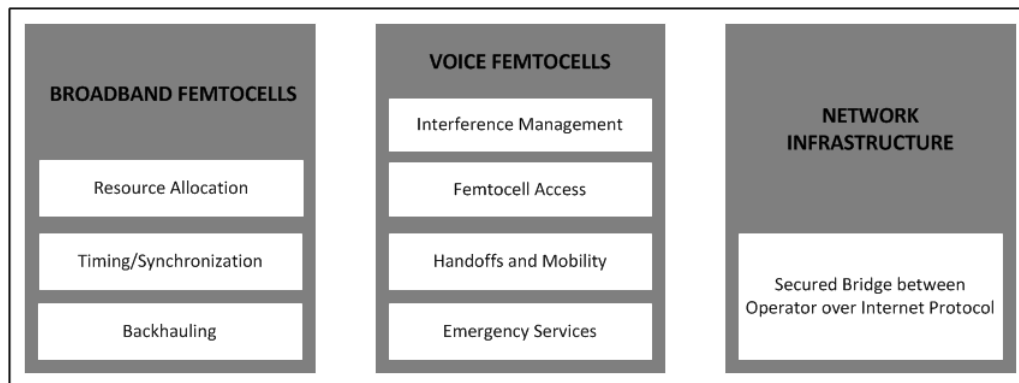 BROADBAND FEMTOCELLS
Resource Allocation
Timing/Synchronization
Backhauling
VOICE FEMTOCELLS
Interference Management
Femtocell Access
Handoffs and Mobility
Emergency Services
NETWORK
INFRASTRUCTURE
Secured Bridge between
Operator over Internet Protocol